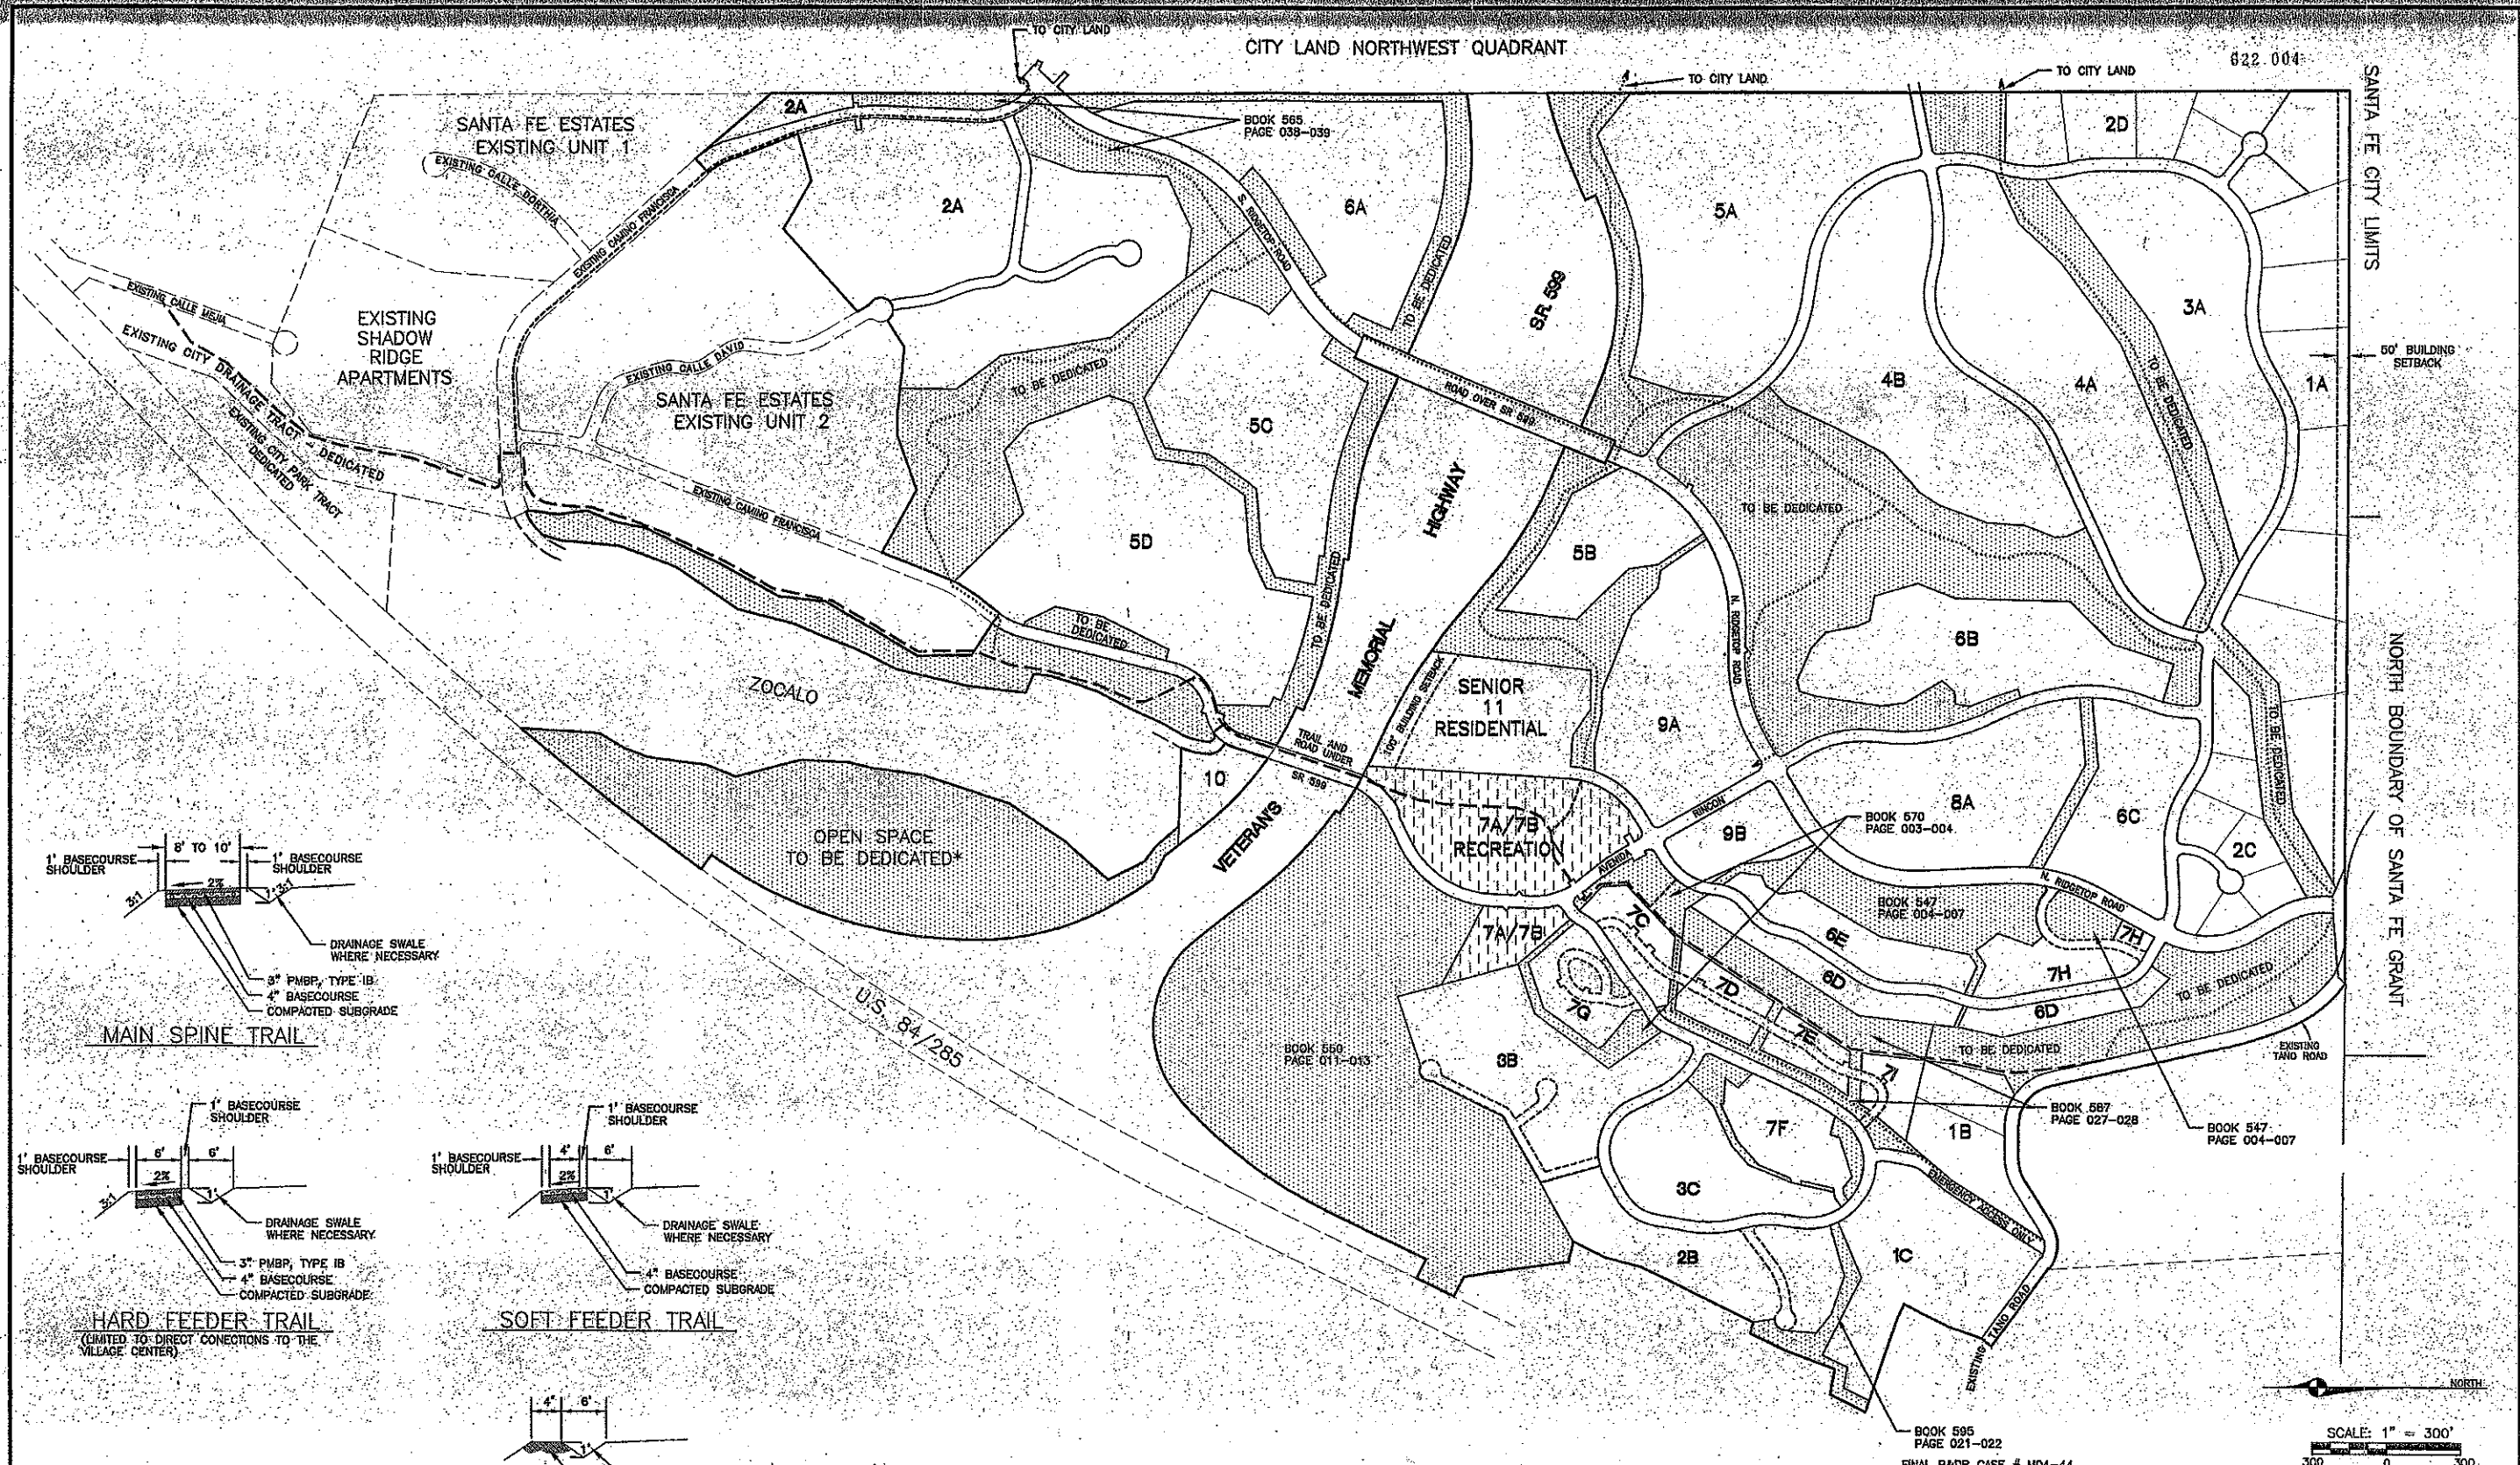 TO CITY LAND
CITY LAND NORTHWEST QUADRANT
TO CITY LAND
TO CITY LAND
622 004
SANTA FE CITY LIMITS
SANTA FE ESTATES
EXISTING UNIT 1
EXISTING CALLE DORTHIA
EXISTING CAMINO FRANCISCA
2A
2A
BOOK 565
PAGE 038-039
6A
S. RIDGETOP ROAD
TO BE DEDICATED
S.R. 599
5A
2D
3A
50' BUILDING
SETBACK
1A
4B
4A
TO BE DEDICATED
EXISTING CALLE MEJIA
EXISTING CITY
DRAINAGE TRACT
DEDICATED
EXISTING CITY PARK TRACT
DEDICATED
EXISTING
SHADOW
RIDGE
APARTMENTS
EXISTING CALLE DAVID
SANTA FE ESTATES
EXISTING UNIT 2
TO BE DEDICATED
5C
ROAD OVER SR 599
EXISTING CAMINO FRANCISCA
5D
HIGHWAY
TO BE DEDICATED
5B
N. RIDGETOP ROAD
TO BE DEDICATED
6B
TO BE
DEDICATED
MEMORIAL
100' BUILDING SETBACK
SENIOR
11
RESIDENTIAL
9A
TO BE DEDICATED
NORTH BOUNDARY OF SANTA FE GRANT
ZOCALO
TRAIL AND
ROAD UNDER
SR 599
10
VETERAN'S
OPEN SPACE
TO BE DEDICATED*
7A/7B
RECREATION
AVENIDA
RINCON
9B
BOOK 570
PAGE 003-004
8A
6C
2C
N. RIDGETOP ROAD
BOOK 547
PAGE 004-007
7A/7B
7C
6E
6D
7H
7H
6D
TO BE DEDICATED
7D
7G
7E
7I
TO BE DEDICATED
EXISTING
TANO ROAD
U.S. 84/285
BOOK 550
PAGE 011-013
3B
7F
1B
BOOK 587
PAGE 027-028
BOOK 547
PAGE 004-007
3C
EMERGENCY ACCESS ONLY
2B
1C
EXISTING TANO ROAD
NORTH
BOOK 595
PAGE 021-022
SCALE: 1" = 300'
300 0 300
8' TO 10'
1' BASECOURSE
SHOULDER
1' BASECOURSE
SHOULDER
2%
3:1
1'
3:1
DRAINAGE SWALE
WHERE NECESSARY
3" PMBP, TYPE IB
4" BASECOURSE
COMPACTED SUBGRADE
MAIN SPINE TRAIL
1' BASECOURSE
SHOULDER
1' BASECOURSE
SHOULDER
6'
6'
2%
3:1
1'
DRAINAGE SWALE
WHERE NECESSARY
3" PMBP, TYPE IB
4" BASECOURSE
COMPACTED SUBGRADE
HARD FEEDER TRAIL
(LIMITED TO DIRECT CONECTIONS TO THE
VILLAGE CENTER)
1' BASECOURSE
SHOULDER
1' BASECOURSE
SHOULDER
4'
6'
2%
1'
DRAINAGE SWALE
WHERE NECESSARY
4" BASECOURSE
COMPACTED SUBGRADE
SOFT FEEDER TRAIL
4'
6'
1'